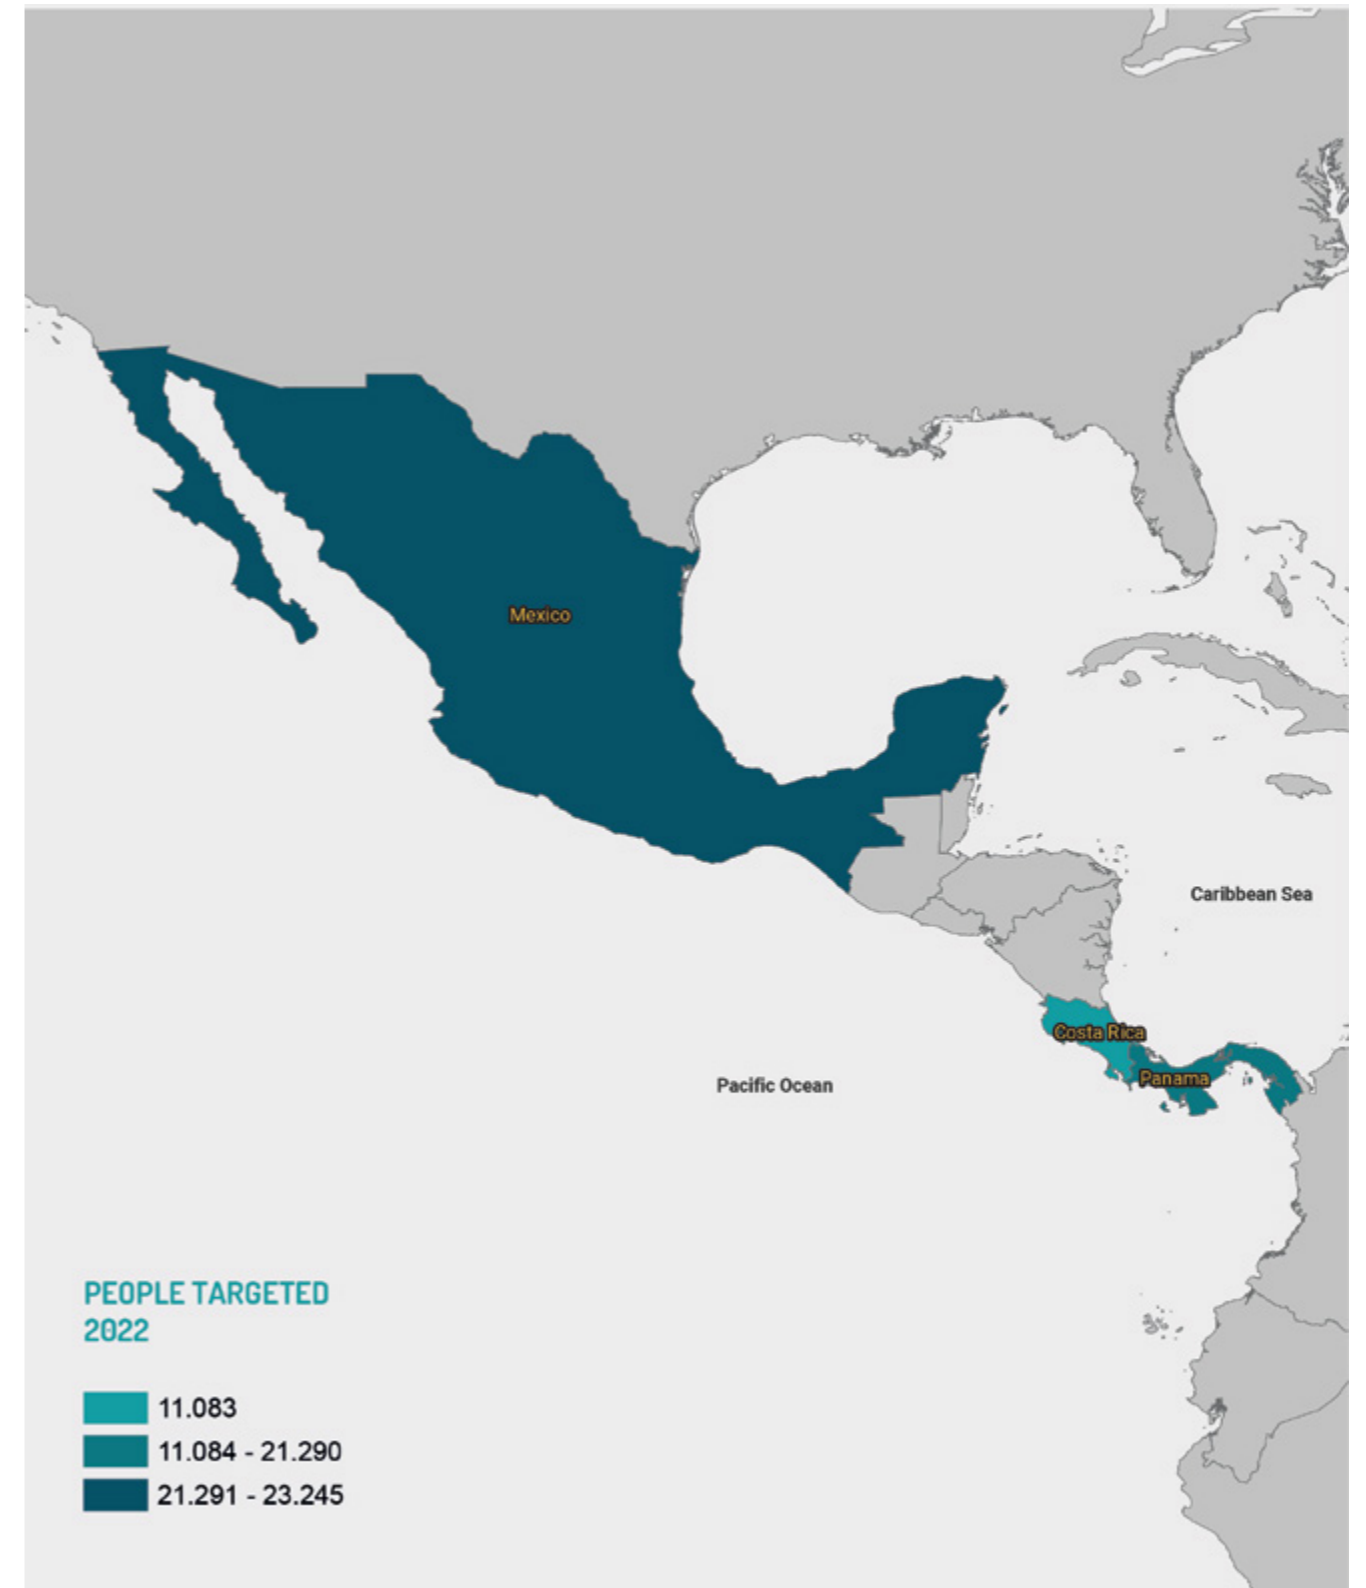 Mexico
Caribbean Sea
Costa Rica
Panama
Pacific Ocean
PEOPLE TARGETED
2022
11.083
11.084 - 21.290
21.291 - 23.245